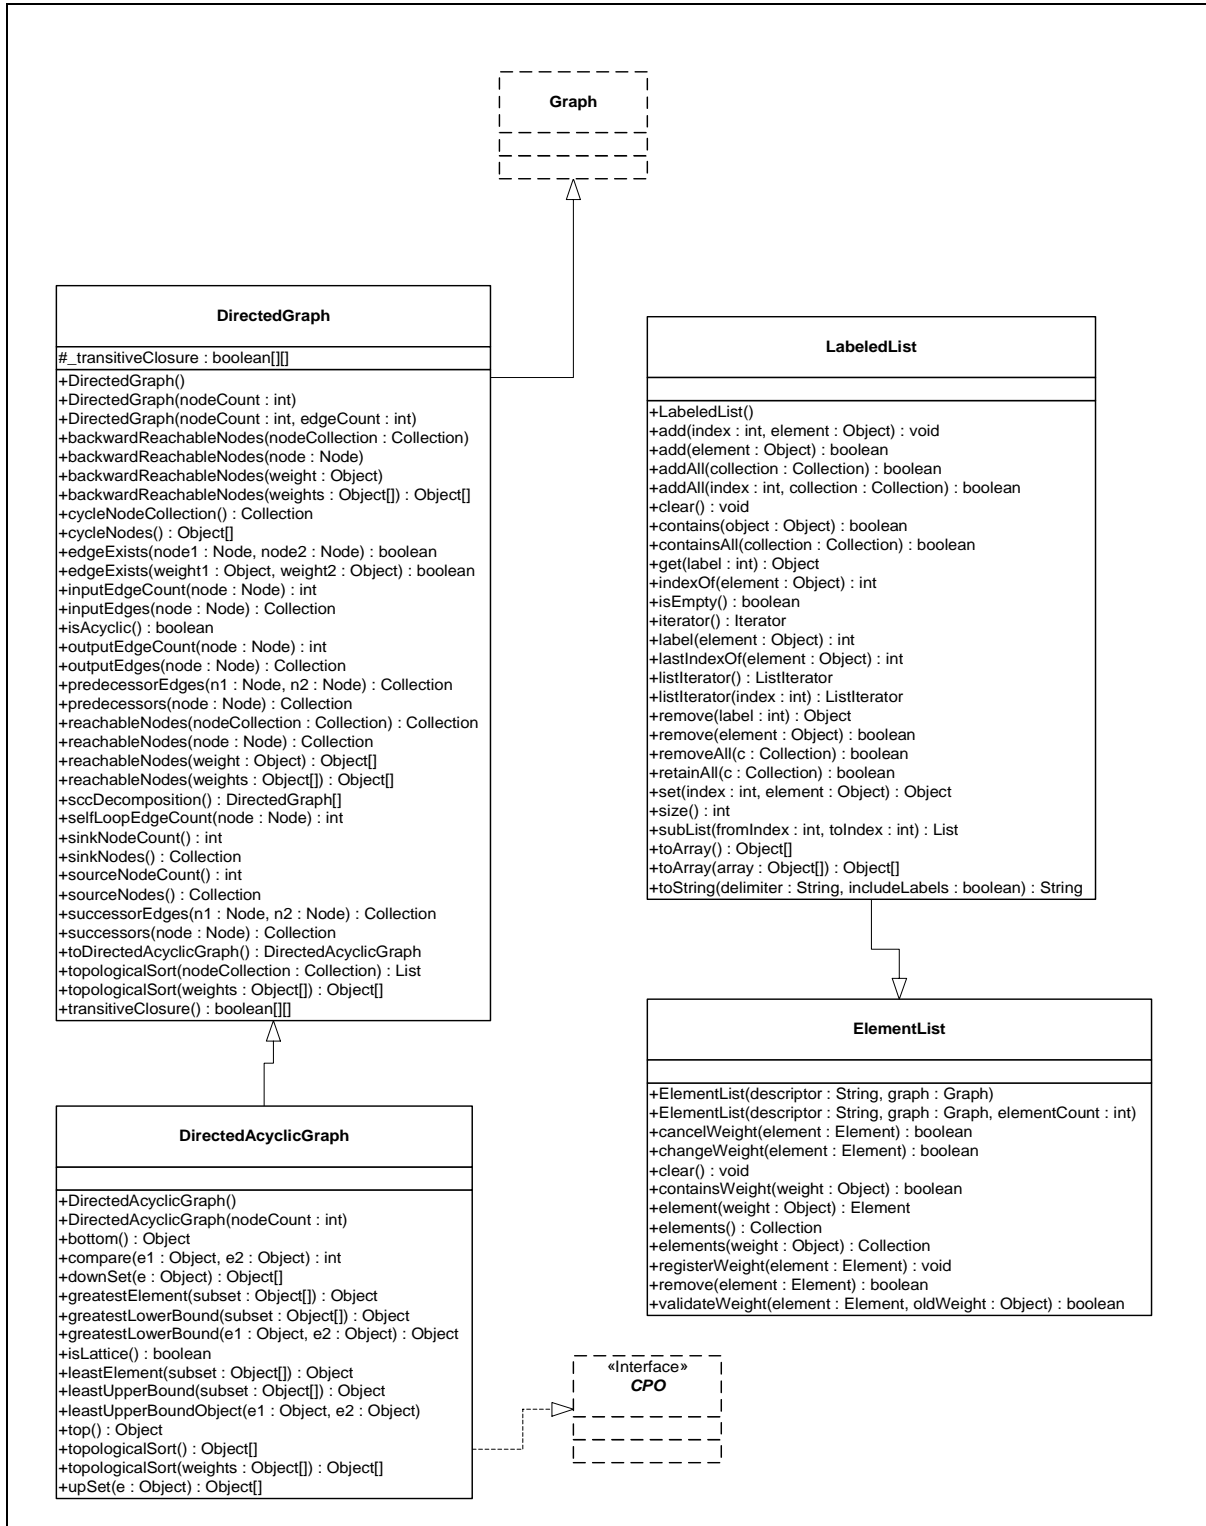 Graph
DirectedGraph
#_transitiveClosure : boolean[][]
+DirectedGraph()
+DirectedGraph(nodeCount : int)
+DirectedGraph(nodeCount : int, edgeCount : int)
+backwardReachableNodes(nodeCollection : Collection)
+backwardReachableNodes(node : Node)
+backwardReachableNodes(weight : Object)
+backwardReachableNodes(weights : Object[]) : Object[]
+cycleNodeCollection() : Collection
+cycleNodes() : Object[]
+edgeExists(node1 : Node, node2 : Node) : boolean
+edgeExists(weight1 : Object, weight2 : Object) : boolean
+inputEdgeCount(node : Node) : int
+inputEdges(node : Node) : Collection
+isAcyclic() : boolean
+outputEdgeCount(node : Node) : int
+outputEdges(node : Node) : Collection
+predecessorEdges(n1 : Node, n2 : Node) : Collection
+predecessors(node : Node) : Collection
+reachableNodes(nodeCollection : Collection) : Collection
+reachableNodes(node : Node) : Collection
+reachableNodes(weight : Object) : Object[]
+reachableNodes(weights : Object[]) : Object[]
+sccDecomposition() : DirectedGraph[]
+selfLoopEdgeCount(node : Node) : int
+sinkNodeCount() : int
+sinkNodes() : Collection
+sourceNodeCount() : int
+sourceNodes() : Collection
+successorEdges(n1 : Node, n2 : Node) : Collection
+successors(node : Node) : Collection
+toDirectedAcyclicGraph() : DirectedAcyclicGraph
+topologicalSort(nodeCollection : Collection) : List
+topologicalSort(weights : Object[]) : Object[]
+transitiveClosure() : boolean[][]
LabeledList
+LabeledList()
+add(index : int, element : Object) : void
+add(element : Object) : boolean
+addAll(collection : Collection) : boolean
+addAll(index : int, collection : Collection) : boolean
+clear() : void
+contains(object : Object) : boolean
+containsAll(collection : Collection) : boolean
+get(label : int) : Object
+indexOf(element : Object) : int
+isEmpty() : boolean
+iterator() : Iterator
+label(element : Object) : int
+lastIndexOf(element : Object) : int
+listIterator() : ListIterator
+listIterator(index : int) : ListIterator
+remove(label : int) : Object
+remove(element : Object) : boolean
+removeAll(c : Collection) : boolean
+retainAll(c : Collection) : boolean
+set(index : int, element : Object) : Object
+size() : int
+subList(fromIndex : int, toIndex : int) : List
+toArray() : Object[]
+toArray(array : Object[]) : Object[]
+toString(delimiter : String, includeLabels : boolean) : String
ElementList
+ElementList(descriptor : String, graph : Graph)
+ElementList(descriptor : String, graph : Graph, elementCount : int)
+cancelWeight(element : Element) : boolean
+changeWeight(element : Element) : boolean
+clear() : void
+containsWeight(weight : Object) : boolean
+element(weight : Object) : Element
+elements() : Collection
+elements(weight : Object) : Collection
+registerWeight(element : Element) : void
+remove(element : Element) : boolean
+validateWeight(element : Element, oldWeight : Object) : boolean
DirectedAcyclicGraph
+DirectedAcyclicGraph()
+DirectedAcyclicGraph(nodeCount : int)
+bottom() : Object
+compare(e1 : Object, e2 : Object) : int
+downSet(e : Object) : Object[]
+greatestElement(subset : Object[]) : Object
+greatestLowerBound(subset : Object[]) : Object
+greatestLowerBound(e1 : Object, e2 : Object) : Object
+isLattice() : boolean
+leastElement(subset : Object[]) : Object
+leastUpperBound(subset : Object[]) : Object
+leastUpperBoundObject(e1 : Object, e2 : Object)
+top() : Object
+topologicalSort() : Object[]
+topologicalSort(weights : Object[]) : Object[]
+upSet(e : Object) : Object[]
«Interface»
CPO